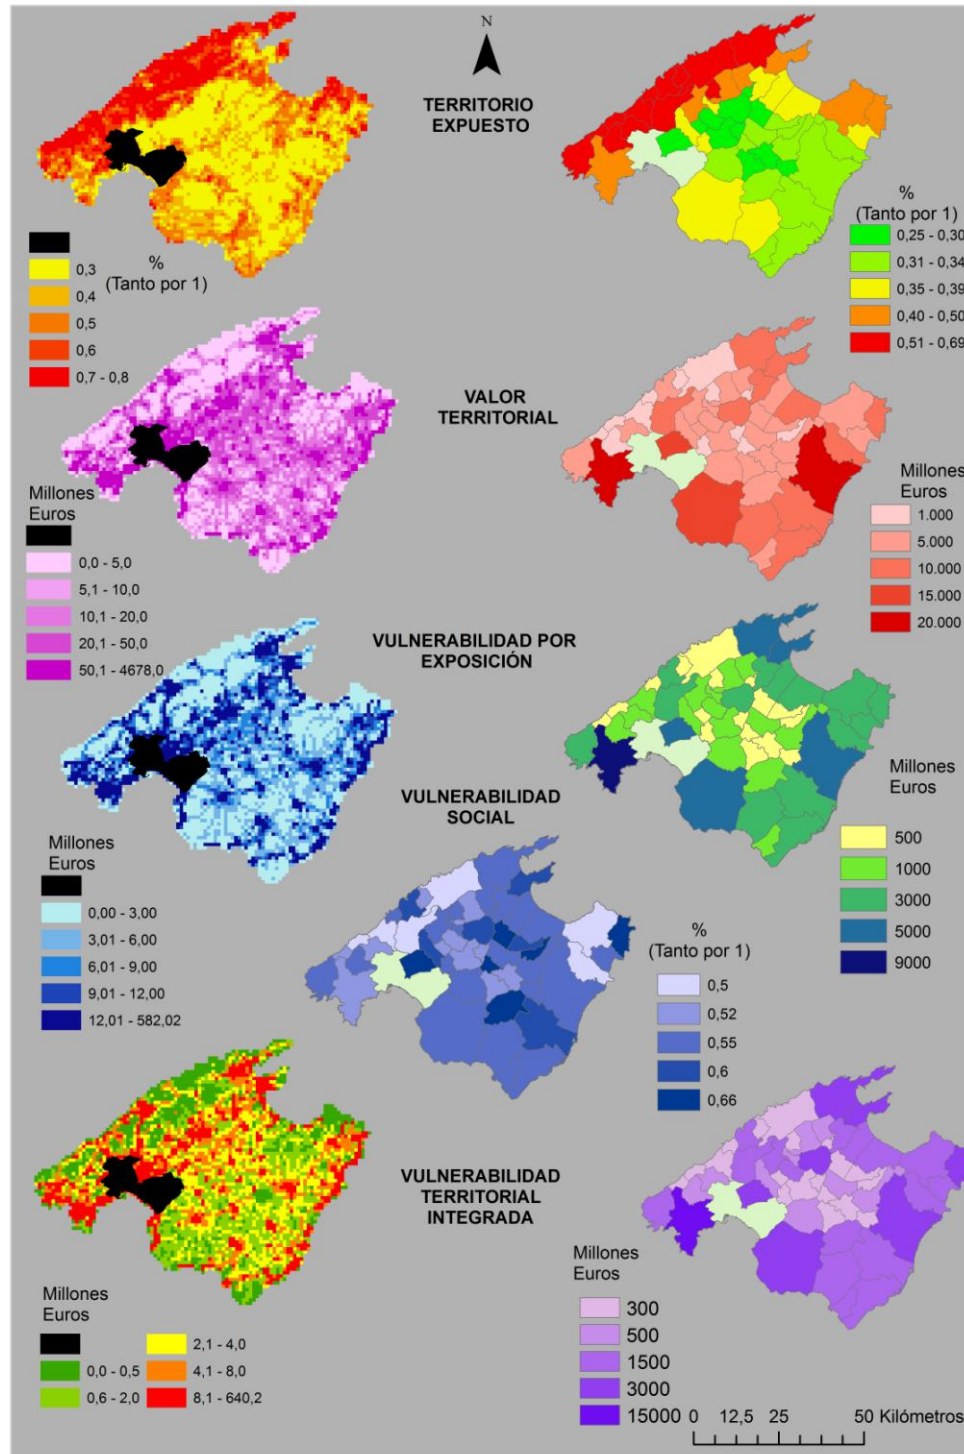 N
TERRITORIO
EXPUESTO
%
(Tanto por 1)
0,3
0,4
0,5
0,6
0,7 - 0,8
%
(Tanto por 1)
0,25 - 0,30
0,31 - 0,34
0,35 - 0,39
0,40 - 0,50
0,51 - 0,69
VALOR
TERRITORIAL
Millones
Euros
0,0 - 5,0
5,1 - 10,0
10,1 - 20,0
20,1 - 50,0
50,1 - 4678,0
Millones
Euros
1.000
5.000
10.000
15.000
20.000
VULNERABILIDAD POR
EXPOSICIÓN
Millones
Euros
0,00 - 3,00
3,01 - 6,00
6,01 - 9,00
9,01 - 12,00
12,01 - 582,02
Millones
Euros
500
1000
3000
5000
9000
VULNERABILIDAD
SOCIAL
%
(Tanto por 1)
0,5
0,52
0,55
0,6
0,66
VULNERABILIDAD
TERRITORIAL
INTEGRADA
Millones
Euros
0,0 - 0,5
0,6 - 2,0
2,1 - 4,0
4,1 - 8,0
8,1 - 640,2
Millones
Euros
300
500
1500
3000
15000
0 12,5 25 50 Kilómetros